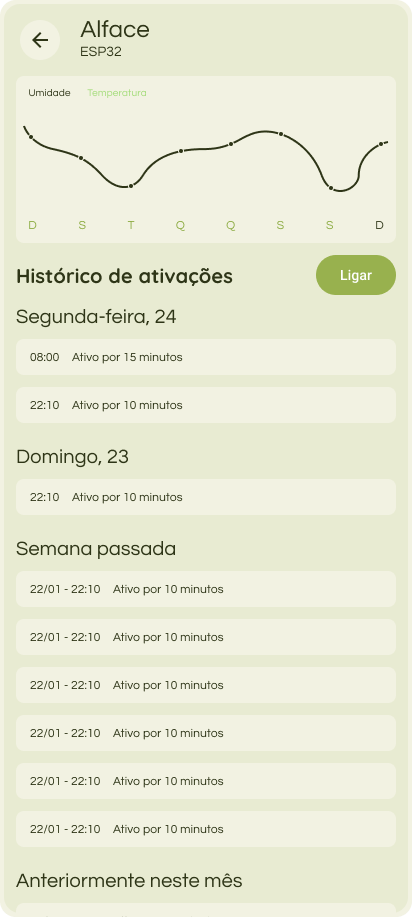 Alface
ESP32
Umidade Temperatura
D S T Q Q S S D
Histórico de ativações Ligar
Segunda-feira, 24
08:00 Ativo por 15 minutos
22:10 Ativo por 10 minutos
Domingo, 23
22:10 Ativo por 10 minutos
Semana passada
22/01 - 22:10 Ativo por 10 minutos
22/01 - 22:10 Ativo por 10 minutos
22/01 - 22:10 Ativo por 10 minutos
22/01 - 22:10 Ativo por 10 minutos
22/01 - 22:10 Ativo por 10 minutos
22/01 - 22:10 Ativo por 10 minutos
Anteriormente neste mês